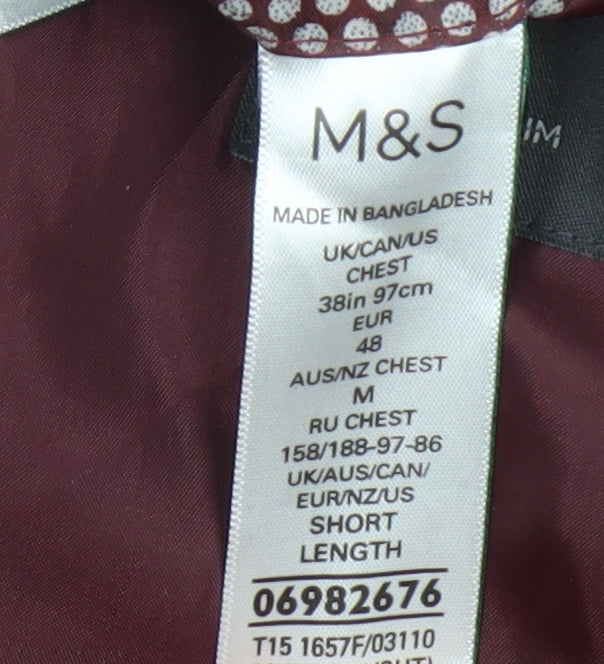 M&S
IM
MADE IN BANGLADESH
UK/CAN/US
CHEST
38in 97cm
EUR
48
AUS/NZ CHEST
M
RU CHEST
158/188-97-86
UK/AUS/CAN/
EUR/NZ/US
SHORT
LENGTH
06982676
T15 1657F/03110